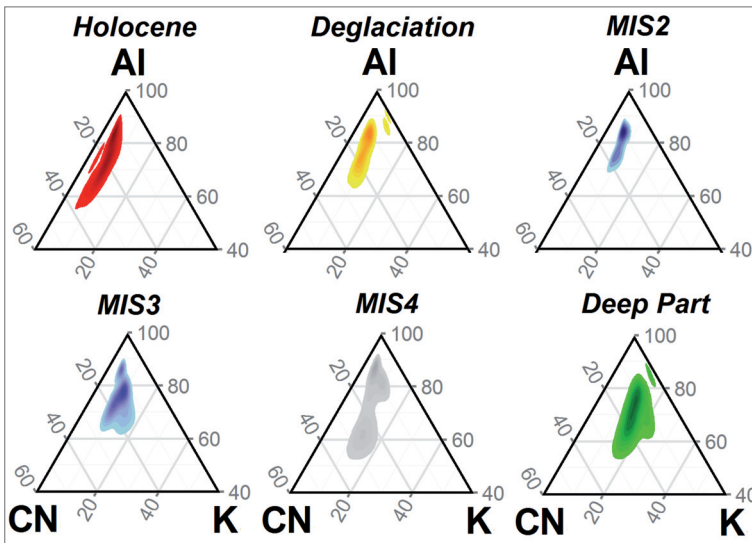 Holocene Deglaciation MIS2
Al Al Al
100 100 100
20 80 20 80 20 80
40 60 40 60 40 60
60 40 60 40 60 40
20 40 20 40 20 40
MIS3 MIS4 Deep Part
100 100 100
20 80 20 80 20 80
40 60 40 60 40 60
60 40 60 40 60 40
CN 20 40 K CN 20 40 K CN 20 40 K